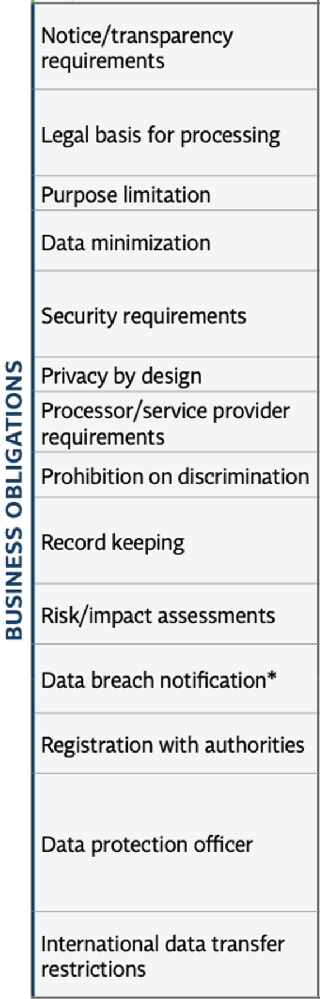 BUSINESS OBLIGATIONS
Notice/transparency
requirements
Legal basis for processing
Purpose limitation
Data minimization
Security requirements
Privacy by design
Processor/service provider
requirements
Prohibition on discrimination
Record keeping
Risk/impact assessments
Data breach notification*
Registration with authorities
Data protection officer
International data transfer
restrictions